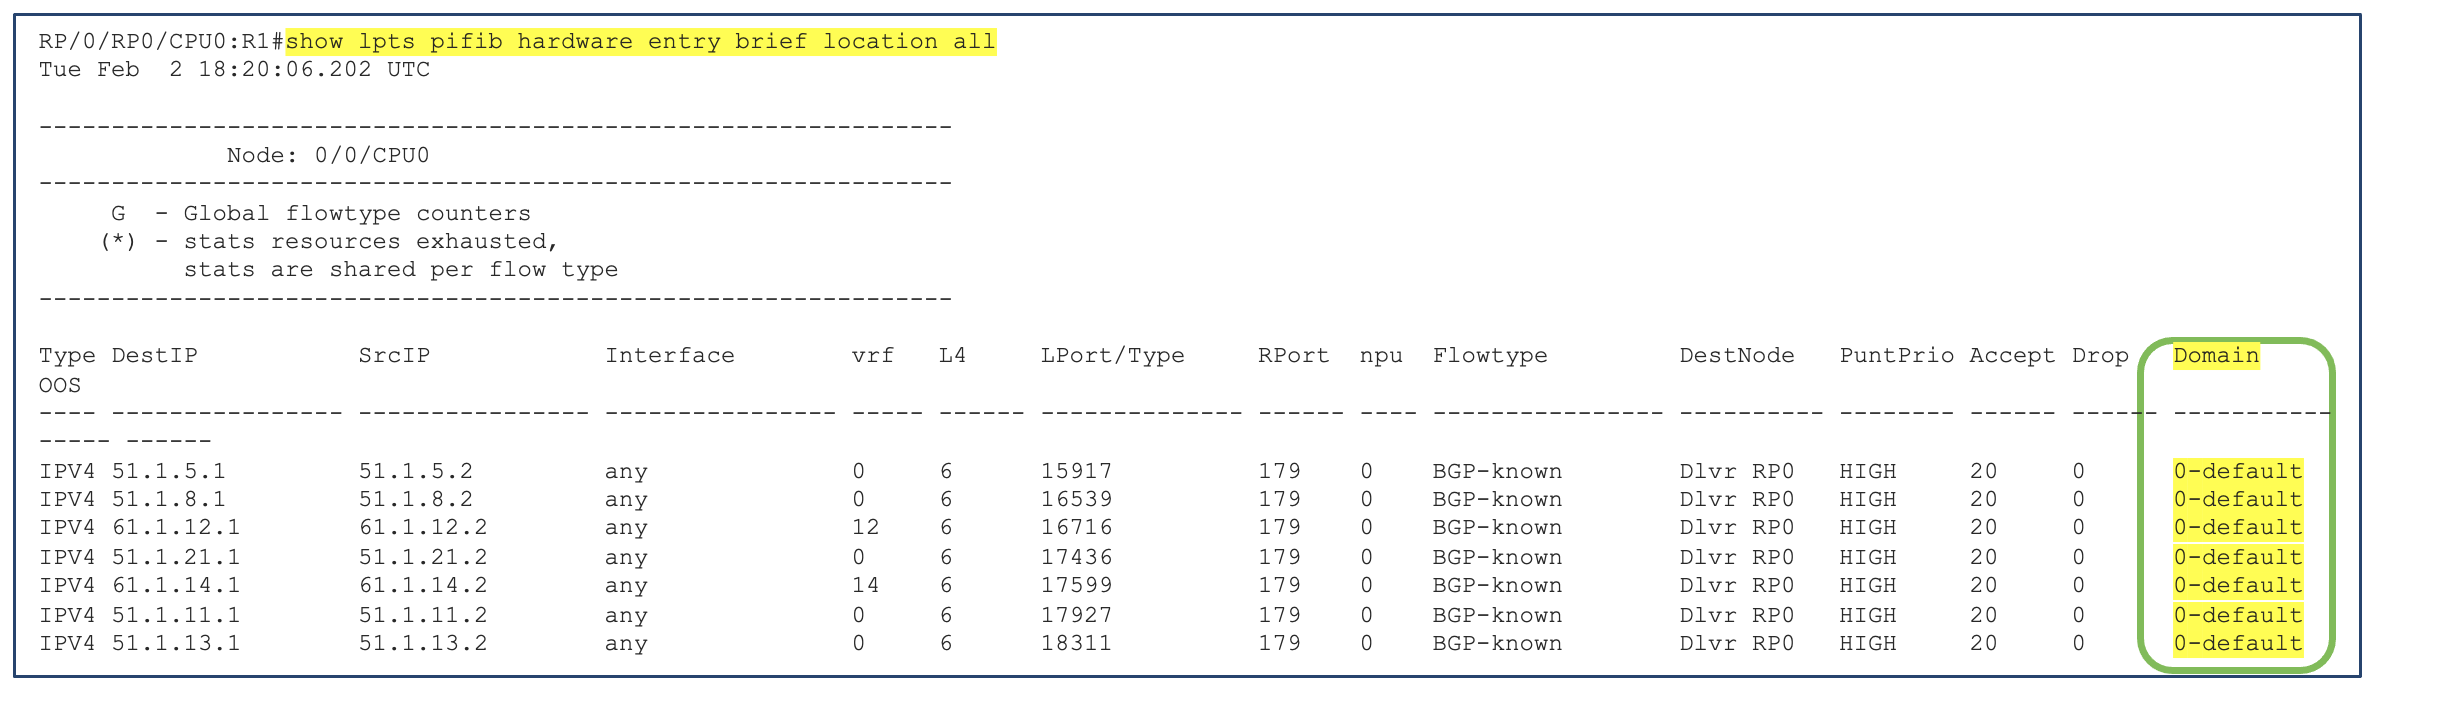 RP/0/RP0/CPU0:R1#show lpts pifib hardware entry brief location all
Tue Feb  2 18:20:06.202 UTC
---------------------------------------------------------------
             Node: 0/0/CPU0
---------------------------------------------------------------
     G  - Global flowtype counters
    (*) - stats resources exhausted,
          stats are shared per flow type
---------------------------------------------------------------
Type DestIP           SrcIP            Interface        vrf   L4     LPort/Type     RPort  npu  Flowtype         DestNode   PuntPrio Accept Drop   Domain
OOS
---- ---------------- ---------------- ---------------- ----- ------ -------------- ------ ---- ---------------- ---------- -------- ------ ------ -----------
----- ------
IPV4 51.1.5.1         51.1.5.2         any              0     6      15917          179    0    BGP-known        Dlvr RP0   HIGH     20     0      0-default
IPV4 51.1.8.1         51.1.8.2         any              0     6      16539          179    0    BGP-known        Dlvr RP0   HIGH     20     0      0-default
IPV4 61.1.12.1        61.1.12.2        any              12    6      16716          179    0    BGP-known        Dlvr RP0   HIGH     20     0      0-default
IPV4 51.1.21.1        51.1.21.2        any              0     6      17436          179    0    BGP-known        Dlvr RP0   HIGH     20     0      0-default
IPV4 61.1.14.1        61.1.14.2        any              14    6      17599          179    0    BGP-known        Dlvr RP0   HIGH     20     0      0-default
IPV4 51.1.11.1        51.1.11.2        any              0     6      17927          179    0    BGP-known        Dlvr RP0   HIGH     20     0      0-default
IPV4 51.1.13.1        51.1.13.2        any              0     6      18311          179    0    BGP-known        Dlvr RP0   HIGH     20     0      0-default